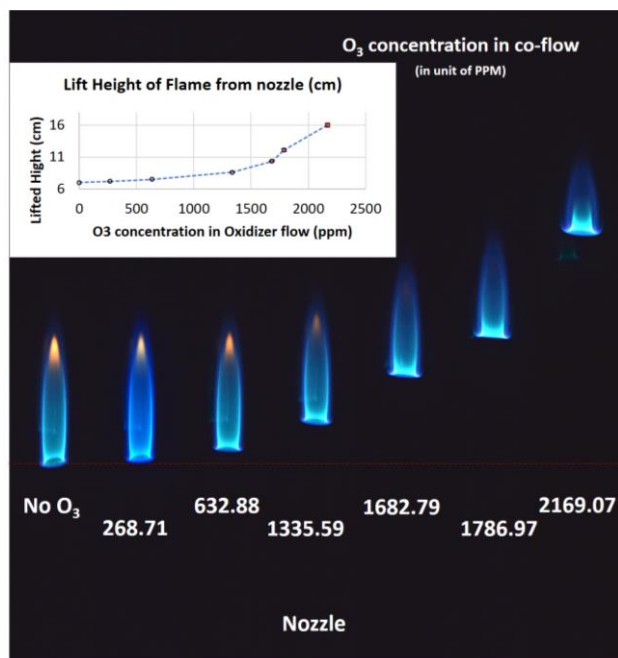 O₃ concentration in co-flow
(in unit of PPM)
Lift Height of Flame from nozzle (cm)
Lifted Hight (cm)
16
11
6
0 500 1000 1500 2000 2500
O3 concentration in Oxidizer flow (ppm)
No O₃
268.71
632.88
1335.59
1682.79
1786.97
2169.07
Nozzle